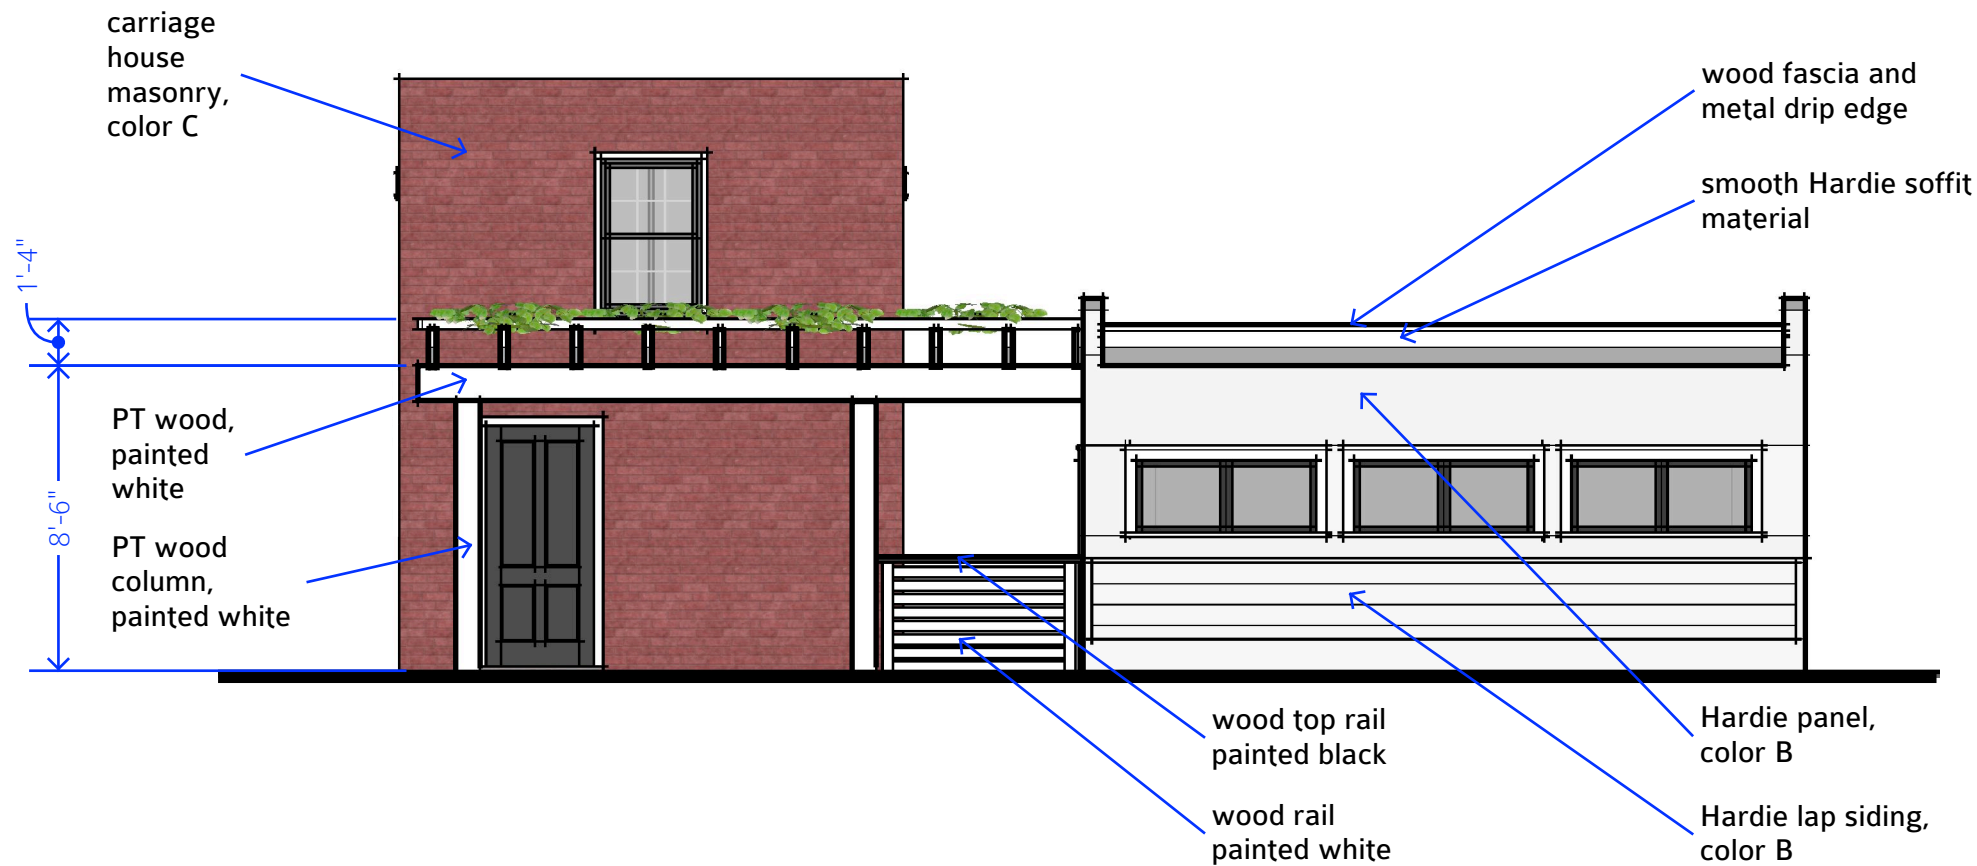 carriage
house
masonry,
color C
wood fascia and
metal drip edge
smooth Hardie soffit
material
1'-4"
PT wood,
painted
white
8'-6"
PT wood
column,
painted white
wood top rail
painted black
Hardie panel,
color B
wood rail
painted white
Hardie lap siding,
color B